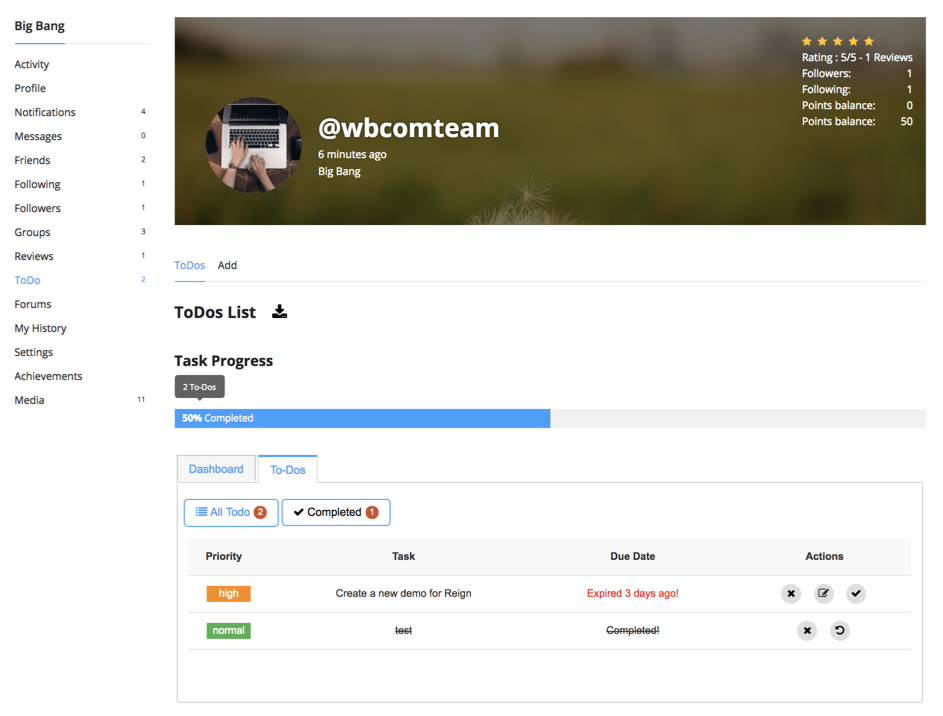 Big Bang
Activity
Profile
Notifications 4
Messages 0
Friends 2
Following 1
Followers 1
Groups 3
Reviews 1
ToDo 2
Forums
My History
Settings
Achievements
Media 11
@wbcomteam
6 minutes ago
Big Bang
Rating : 5/5 - 1 Reviews
Followers: 1
Following: 1
Points balance: 0
Points balance: 50
ToDos Add
ToDos List
Task Progress
2 To-Dos
50% Completed
Dashboard To-Dos
All Todo 2 Completed 1
Priority Task Due Date Actions
high Create a new demo for Reign Expired 3 days ago!
normal test Completed!